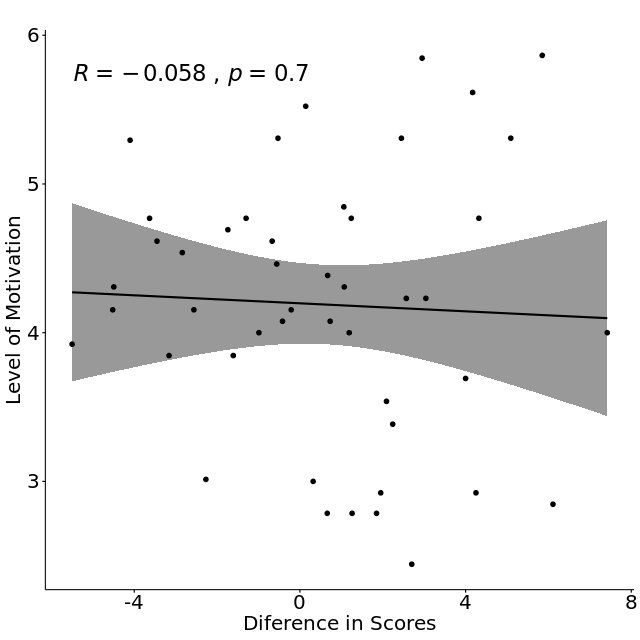 6
R = −0.058 , p = 0.7
5
Level of Motivation
4
3
-4 0 4 8
Diference in Scores